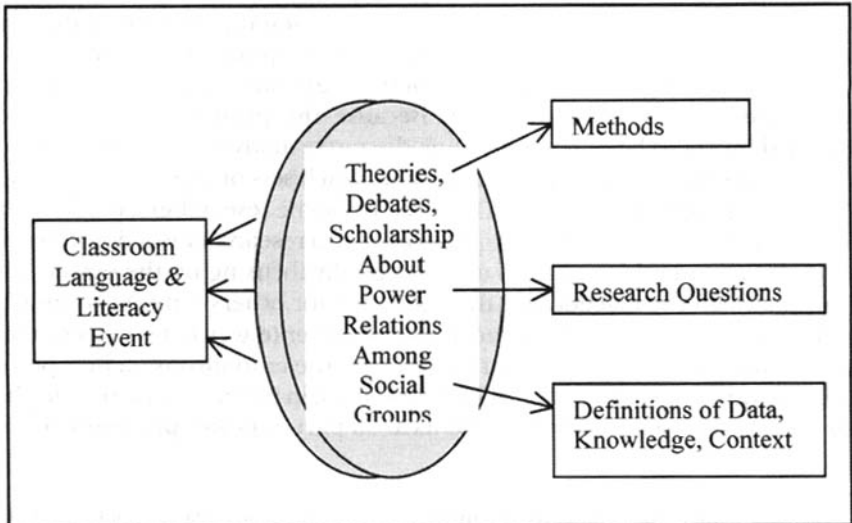 Classroom
Language &
Literacy
Event
Theories,
Debates,
Scholarship
About
Power
Relations
Among
Social
Groups
Methods
Research Questions
Definitions of Data,
Knowledge, Context